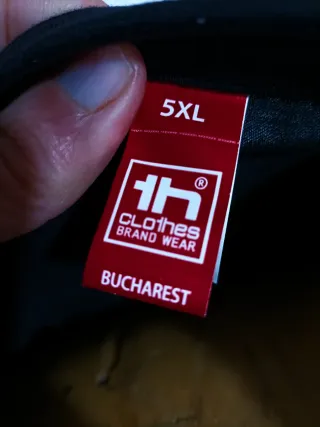 5XL
th®
CLothes
BRAND WEAR
BUCHAREST